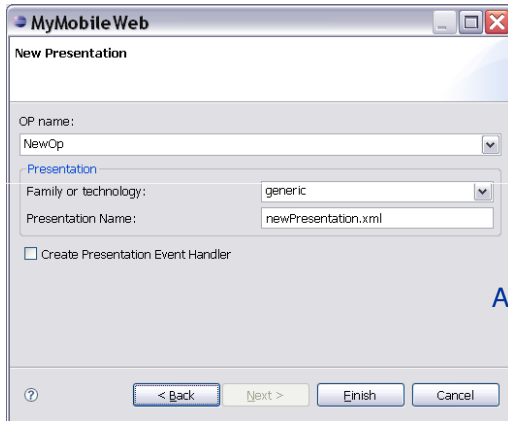 MyMobileWeb
New Presentation
OP name:
NewOp
Presentation
Family or technology: generic
Presentation Name: newPresentation.xml
Create Presentation Event Handler
A
? < Back Next > Finish Cancel